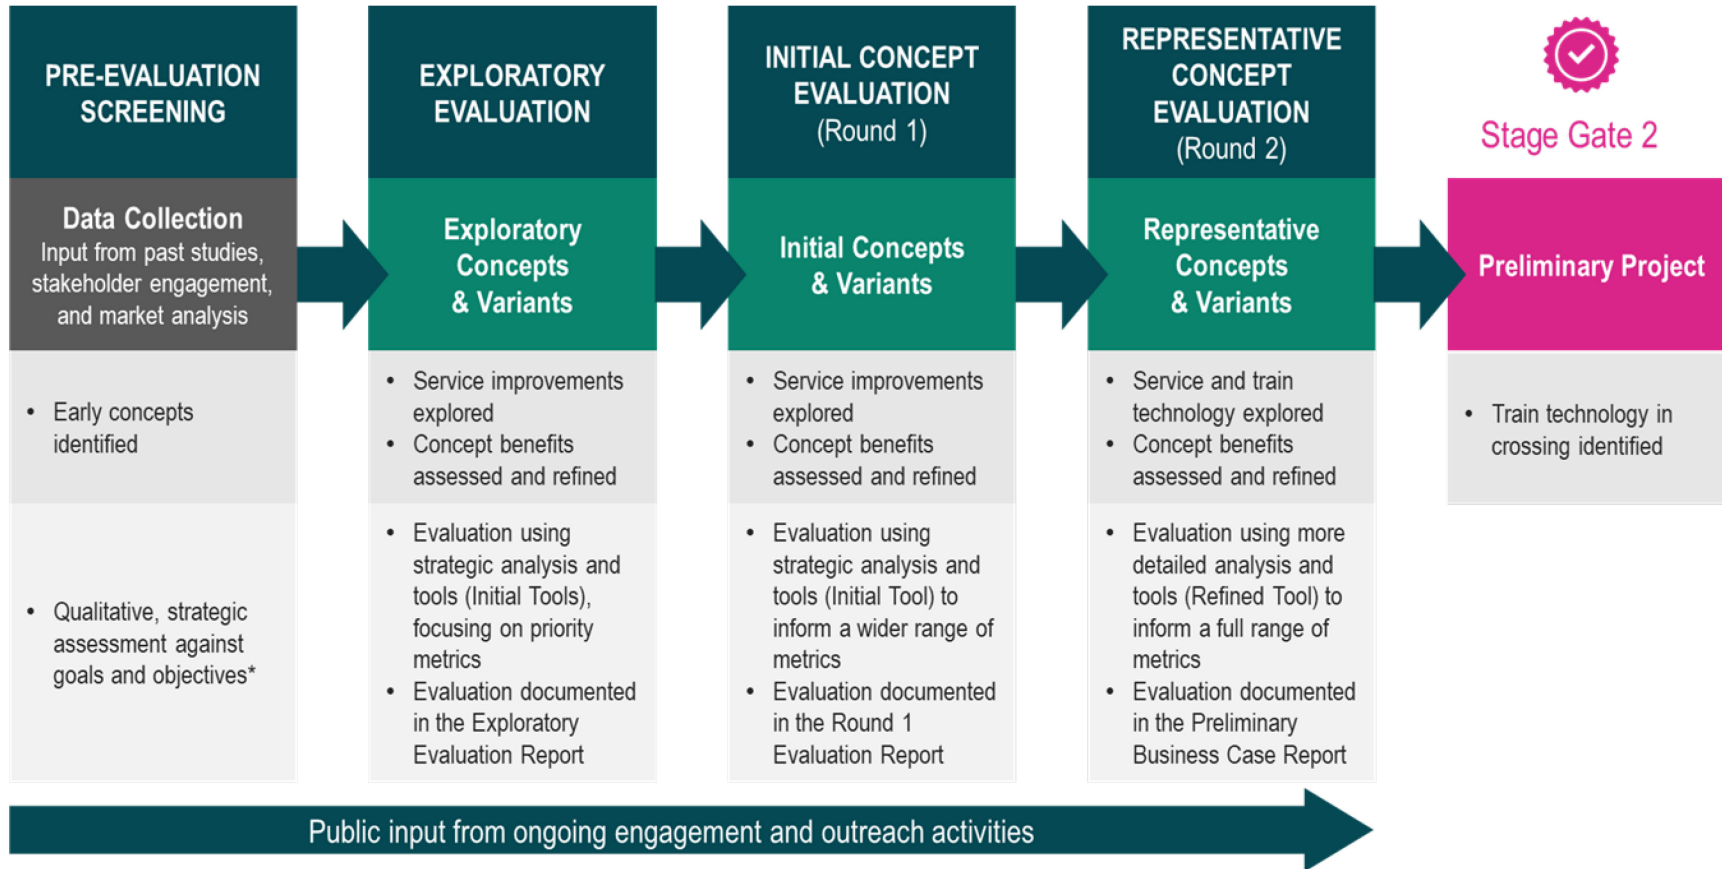 PRE-EVALUATION
SCREENING
Data Collection
Input from past studies,
stakeholder engagement,
and market analysis
• Early concepts
identified
• Qualitative, strategic
assessment against
goals and objectives*
EXPLORATORY
EVALUATION
Exploratory
Concepts
& Variants
• Service improvements
explored
• Concept benefits
assessed and refined
• Evaluation using
strategic analysis and
tools (Initial Tools),
focusing on priority
metrics
• Evaluation documented
in the Exploratory
Evaluation Report
INITIAL CONCEPT
EVALUATION
(Round 1)
Initial Concepts
& Variants
• Service improvements
explored
• Concept benefits
assessed and refined
• Evaluation using
strategic analysis and
tools (Initial Tool) to
inform a wider range of
metrics
• Evaluation documented
in the Round 1
Evaluation Report
REPRESENTATIVE
CONCEPT
EVALUATION
(Round 2)
Representative
Concepts
& Variants
• Service and train
technology explored
• Concept benefits
assessed and refined
• Evaluation using more
detailed analysis and
tools (Refined Tool) to
inform a full range of
metrics
• Evaluation documented
in the Preliminary
Business Case Report
Stage Gate 2
Preliminary Project
• Train technology in
crossing identified
Public input from ongoing engagement and outreach activities